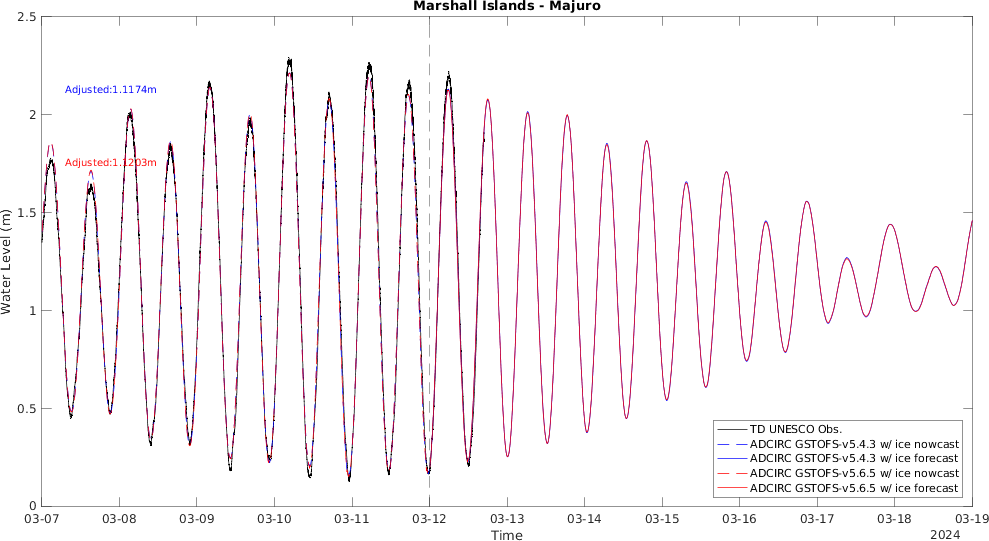 Marshall Islands - Majuro
2.5
2
1.5
1
0.5
0
Water Level (m)
Adjusted:1.1174m
Adjusted:1.1203m
TD UNESCO Obs.
ADCIRC GSTOFS-v5.4.3 w/ ice nowcast
ADCIRC GSTOFS-v5.4.3 w/ ice forecast
ADCIRC GSTOFS-v5.6.5 w/ ice nowcast
ADCIRC GSTOFS-v5.6.5 w/ ice forecast
03-07 03-08 03-09 03-10 03-11 03-12 03-13 03-14 03-15 03-16 03-17 03-18 03-19
Time
2024